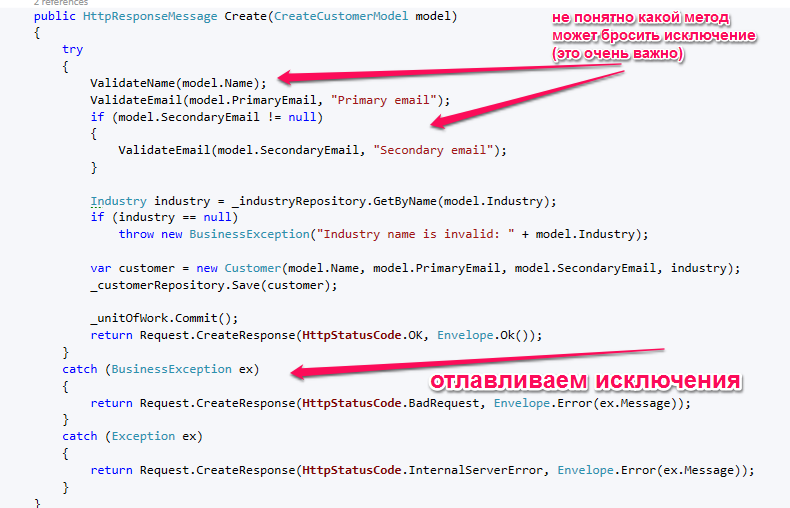 2 references
public HttpResponseMessage Create(CreateCustomerModel model)
не понятно какой метод
может бросить исключение
(это очень важно)
{
try
{
ValidateName(model.Name);
ValidateEmail(model.PrimaryEmail, "Primary email");
if (model.SecondaryEmail != null)
{
ValidateEmail(model.SecondaryEmail, "Secondary email");
}
Industry industry = _industryRepository.GetByName(model.Industry);
if (industry == null)
throw new BusinessException("Industry name is invalid: " + model.Industry);
var customer = new Customer(model.Name, model.PrimaryEmail, model.SecondaryEmail, industry);
_customerRepository.Save(customer);
_unitOfWork.Commit();
return Request.CreateResponse(HttpStatusCode.OK, Envelope.Ok());
}
catch (BusinessException ex)
отлавливаем исключения
{
return Request.CreateResponse(HttpStatusCode.BadRequest, Envelope.Error(ex.Message));
}
catch (Exception ex)
{
return Request.CreateResponse(HttpStatusCode.InternalServerError, Envelope.Error(ex.Message));
}
}